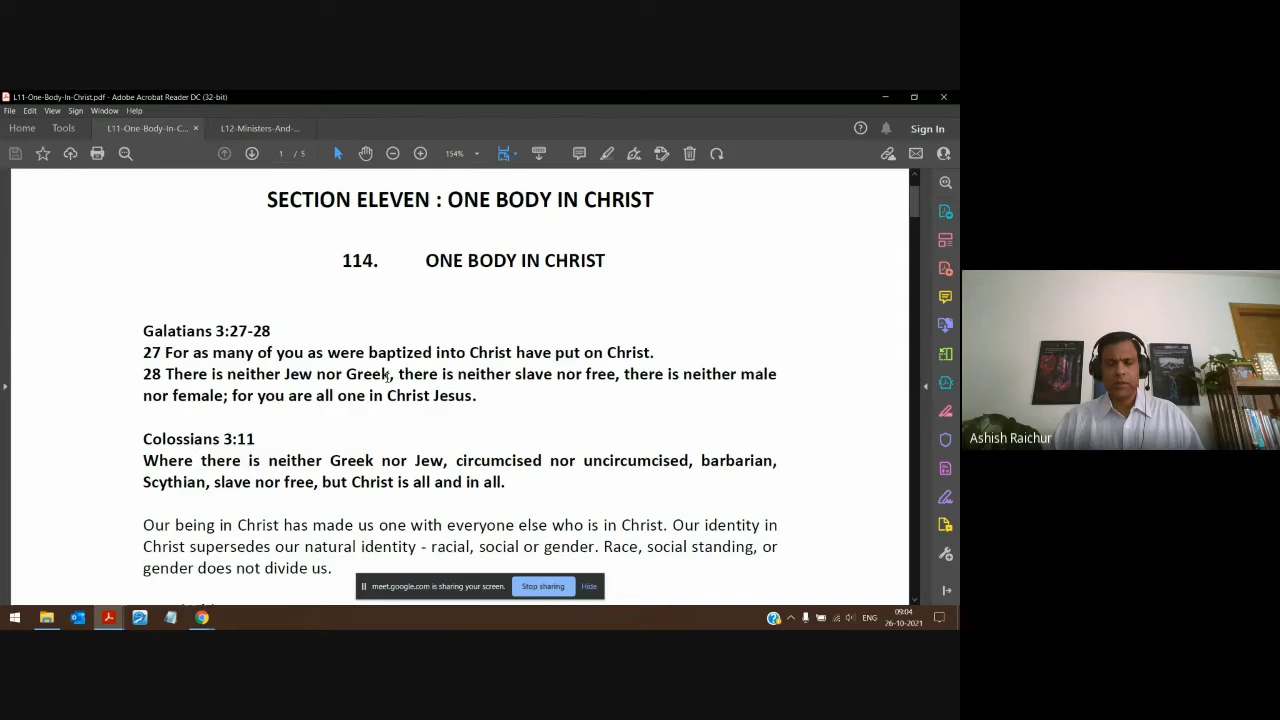 L11-One-Body-In-Christ.pdf - Adobe Acrobat Reader DC (32-bit)
File Edit View Sign Window Help
Home Tools L11-One-Body-In-C... × L12-Ministers-And-... Sign In
1 / 5 154%
SECTION ELEVEN : ONE BODY IN CHRIST
114. ONE BODY IN CHRIST
Galatians 3:27-28
27 For as many of you as were baptized into Christ have put on Christ.
28 There is neither Jew nor Greek, there is neither slave nor free, there is neither male
nor female; for you are all one in Christ Jesus.
Colossians 3:11
Where there is neither Greek nor Jew, circumcised nor uncircumcised, barbarian,
Scythian, slave nor free, but Christ is all and in all.
Our being in Christ has made us one with everyone else who is in Christ. Our identity in
Christ supersedes our natural identity - racial, social or gender. Race, social standing, or
gender does not divide us.
meet.google.com is sharing your screen. Stop sharing Hide
ENG
09:04
26-10-2021
Ashish Raichur